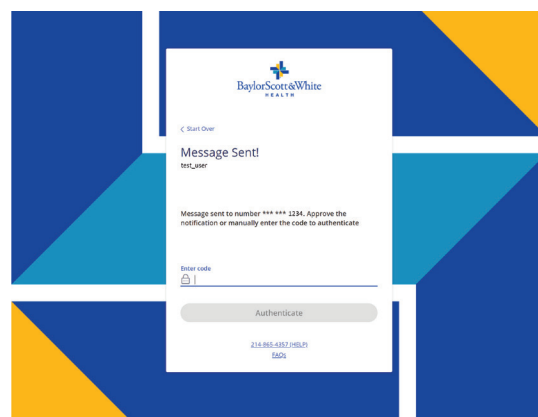 BaylorScott&White
HEALTH
Start Over
Message Sent!
test_user
Message sent to number *** *** 1234. Approve the
notification or manually enter the code to authenticate
Enter code
Authenticate
214-865-4357 (HELP)
FAQs